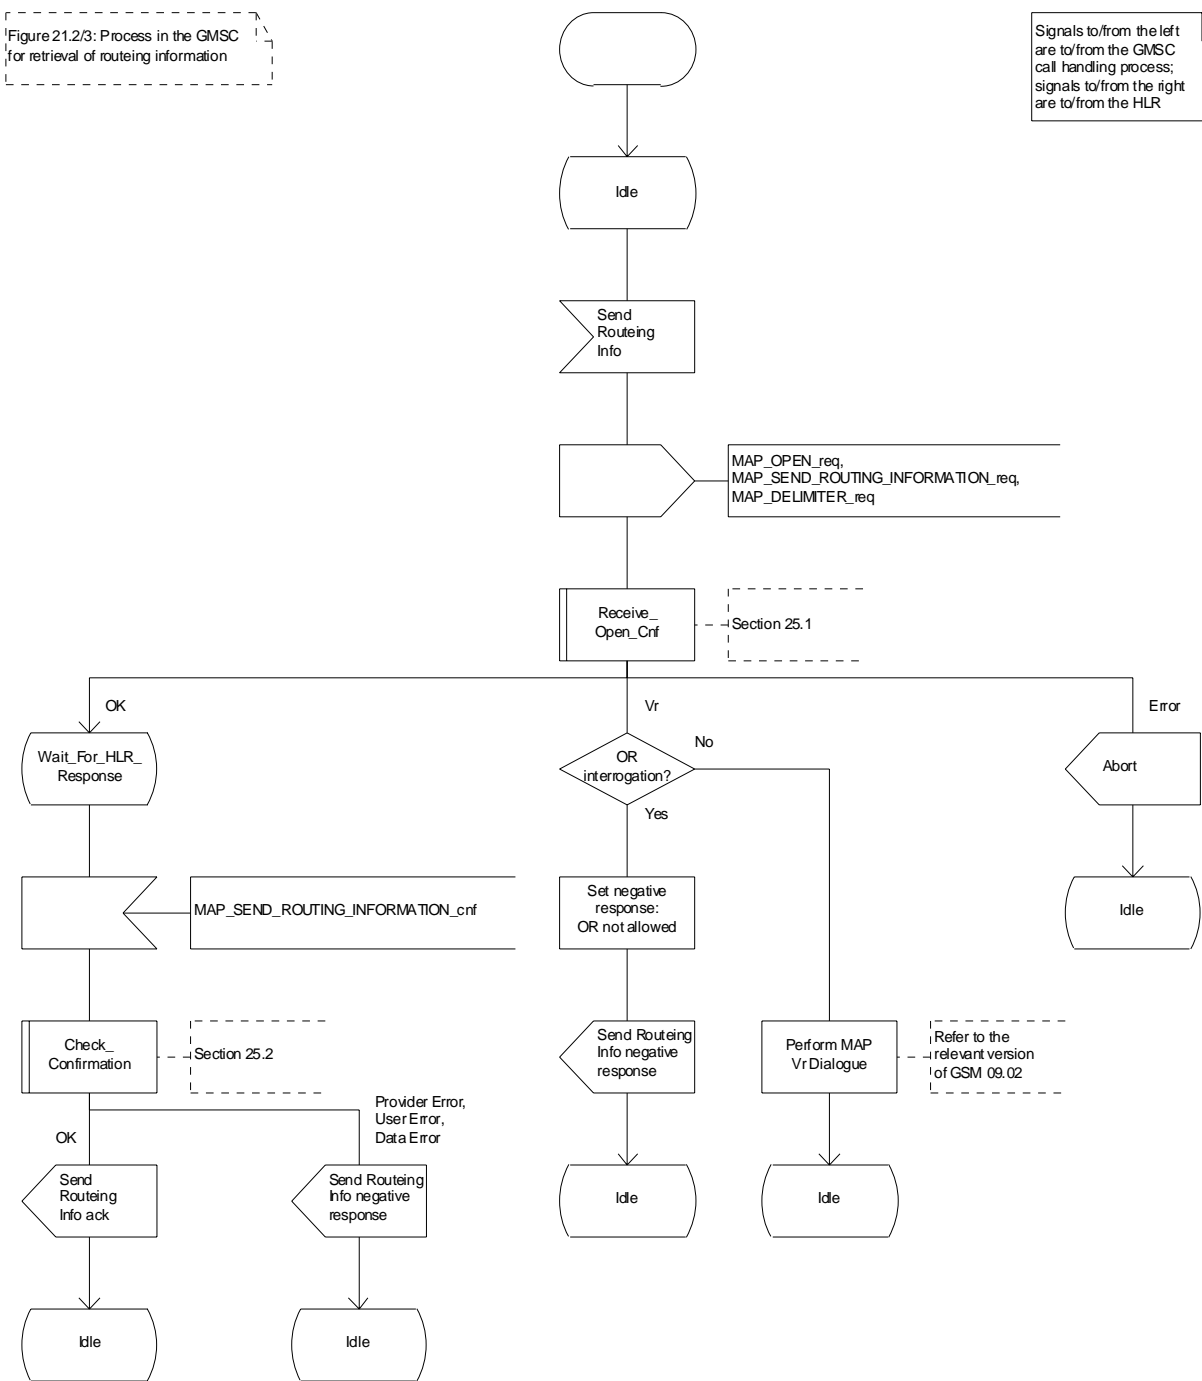 Figure 21.2/3: Process in the GMSC
for retrieval of routeing information
Signals to/from the left
are to/from the GMSC
call handling process;
signals to/from the right
are to/from the HLR
Idle
Send
Routeing
Info
MAP_OPEN_req,
MAP_SEND_ROUTING_INFORMATION_req,
MAP_DELIMITER_req
Receive_
Open_Cnf
Section 25.1
OK
Vr
Error
Wait_For_HLR_
Response
OR
interrogation?
No
Yes
Abort
MAP_SEND_ROUTING_INFORMATION_cnf
Set negative
response:
OR not allowed
Idle
Check_
Confirmation
Section 25.2
Send Routeing
Info negative
response
Perform MAP
Vr Dialogue
Refer to the
relevant version
of GSM 09.02
OK
Provider Error,
User Error,
Data Error
Send
Routeing
Info ack
Send Routeing
Info negative
response
Idle
Idle
Idle
Idle